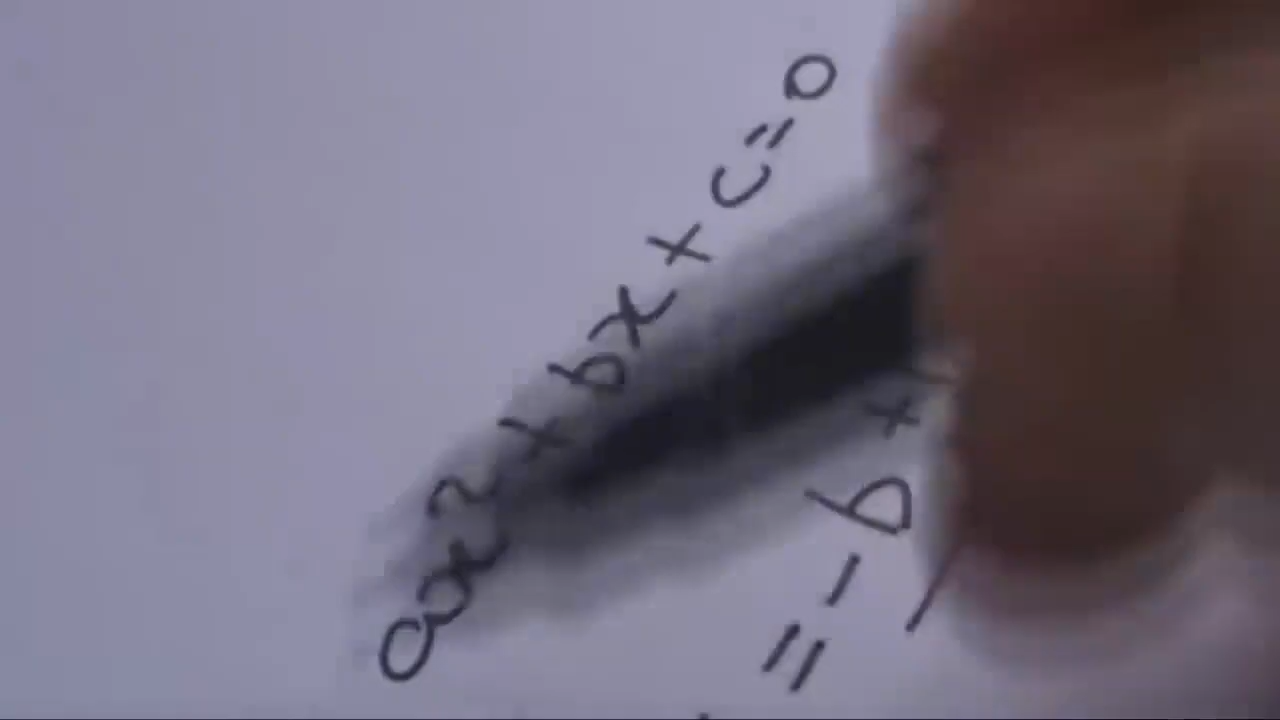 ax² + bx + c = 0
= -b +